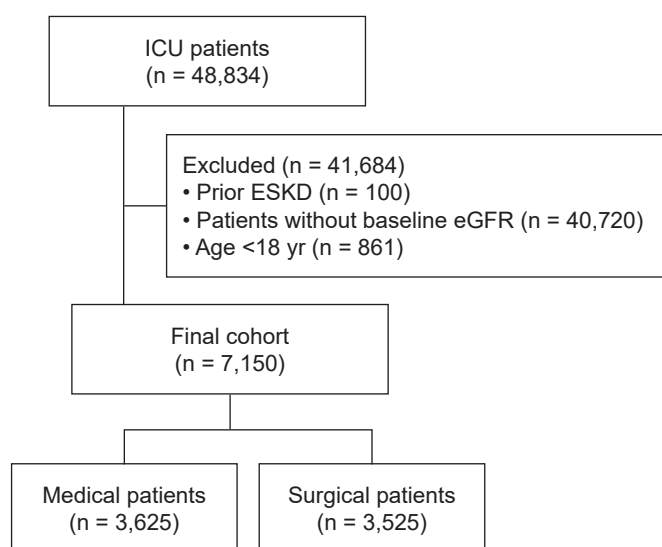 ICU patients
(n = 48,834)
Excluded (n = 41,684)
• Prior ESKD (n = 100)
• Patients without baseline eGFR (n = 40,720)
• Age <18 yr (n = 861)
Final cohort
(n = 7,150)
Medical patients
(n = 3,625)
Surgical patients
(n = 3,525)